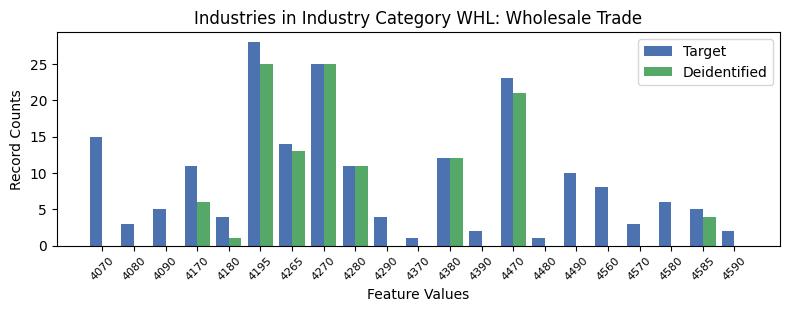 Industries in Industry Category WHL: Wholesale Trade
Target
Deidentified
Record Counts
25
20
15
10
5
0
4070 4080 4090 4170 4180 4195 4265 4270 4280 4290 4370 4380 4390 4470 4480 4490 4560 4570 4580 4585 4590
Feature Values